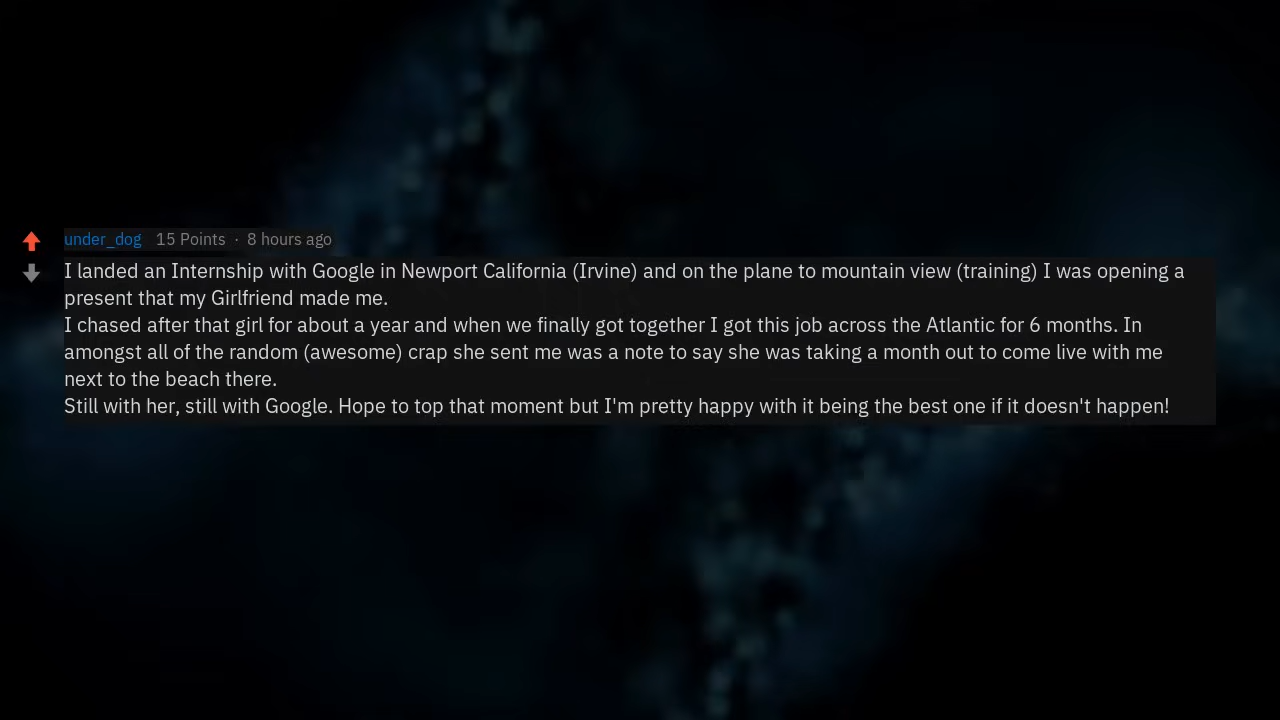 under_dog 15 Points · 8 hours ago
I landed an Internship with Google in Newport California (Irvine) and on the plane to mountain view (training) I was opening a
present that my Girlfriend made me.
I chased after that girl for about a year and when we finally got together I got this job across the Atlantic for 6 months. In
amongst all of the random (awesome) crap she sent me was a note to say she was taking a month out to come live with me
next to the beach there.
Still with her, still with Google. Hope to top that moment but I'm pretty happy with it being the best one if it doesn't happen!